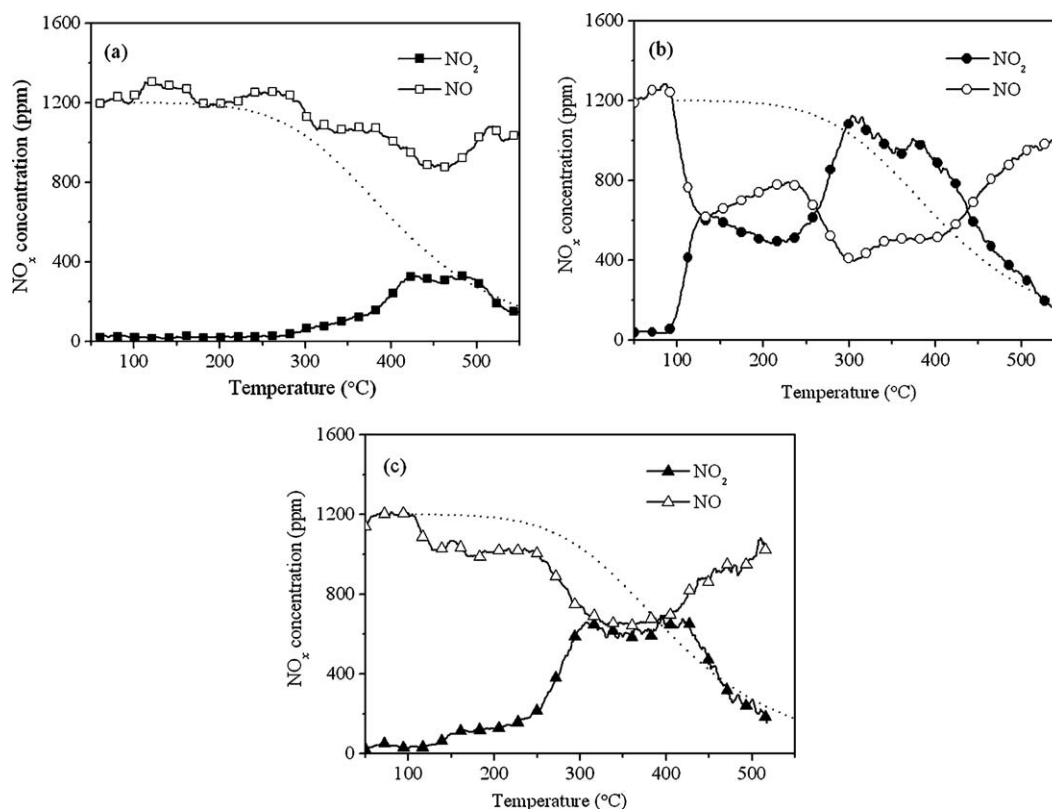 (a)
NO2
NO
NOx concentration (ppm)
1600
1200
800
400
0
100 200 300 400 500
Temperature (°C)
(b)
NO2
NO
NOx concentration (ppm)
1600
1200
800
400
0
100 200 300 400 500
Temperature (°C)
(c)
NO2
NO
NOx concentration (ppm)
1600
1200
800
400
0
100 200 300 400 500
Temperature (°C)